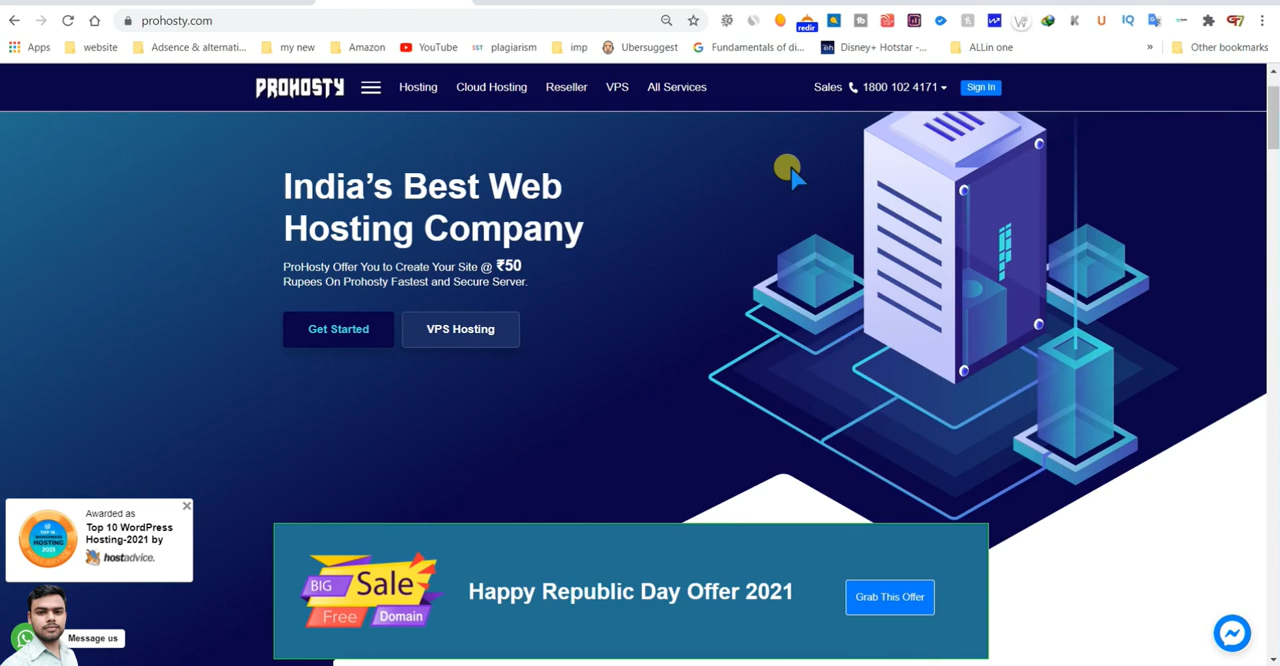 prohosty.com
redir
Apps
website
Adsence & alternati...
my new
Amazon
YouTube
SST plagiarism
imp
Ubersuggest
Fundamentals of di...
Disney+ Hotstar -...
ALLin one
»
Other bookmarks
PROHOSTY
Hosting
Cloud Hosting
Reseller
VPS
All Services
Sales
1800 102 4171
Sign In
India's Best Web
Hosting Company
ProHosty Offer You to Create Your Site @ ₹50
Rupees On Prohosty Fastest and Secure Server.
Get Started
VPS Hosting
Awarded as
Top 10 WordPress
Hosting-2021 by
hostadvice.
BIG Sale
Free Domain
Happy Republic Day Offer 2021
Grab This Offer
Message us